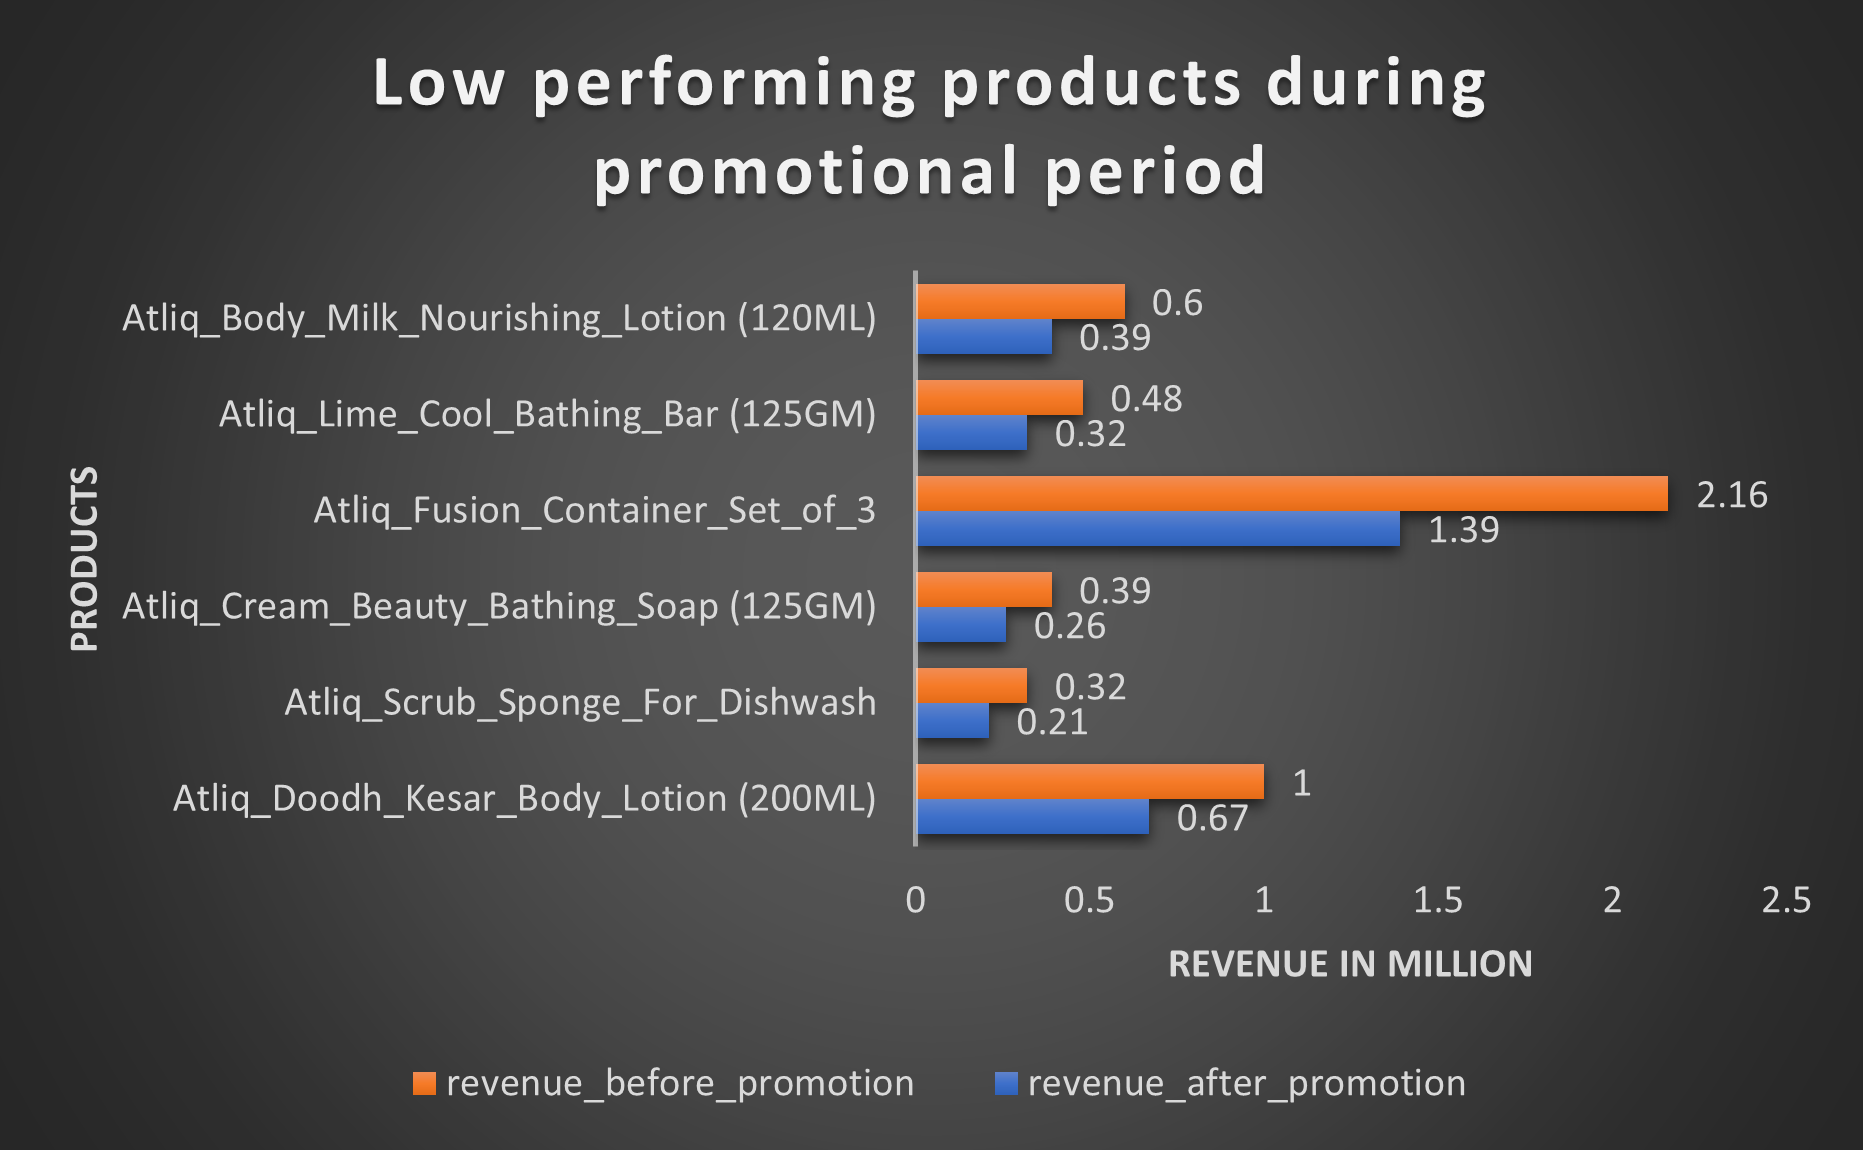 Low performing products during
promotional period
PRODUCTS
Atliq_Body_Milk_Nourishing_Lotion (120ML)
0.6
0.39
Atliq_Lime_Cool_Bathing_Bar (125GM)
0.48
0.32
Atliq_Fusion_Container_Set_of_3
2.16
1.39
Atliq_Cream_Beauty_Bathing_Soap (125GM)
0.39
0.26
Atliq_Scrub_Sponge_For_Dishwash
0.32
0.21
Atliq_Doodh_Kesar_Body_Lotion (200ML)
1
0.67
0 0.5 1 1.5 2 2.5
REVENUE IN MILLION
revenue_before_promotion revenue_after_promotion